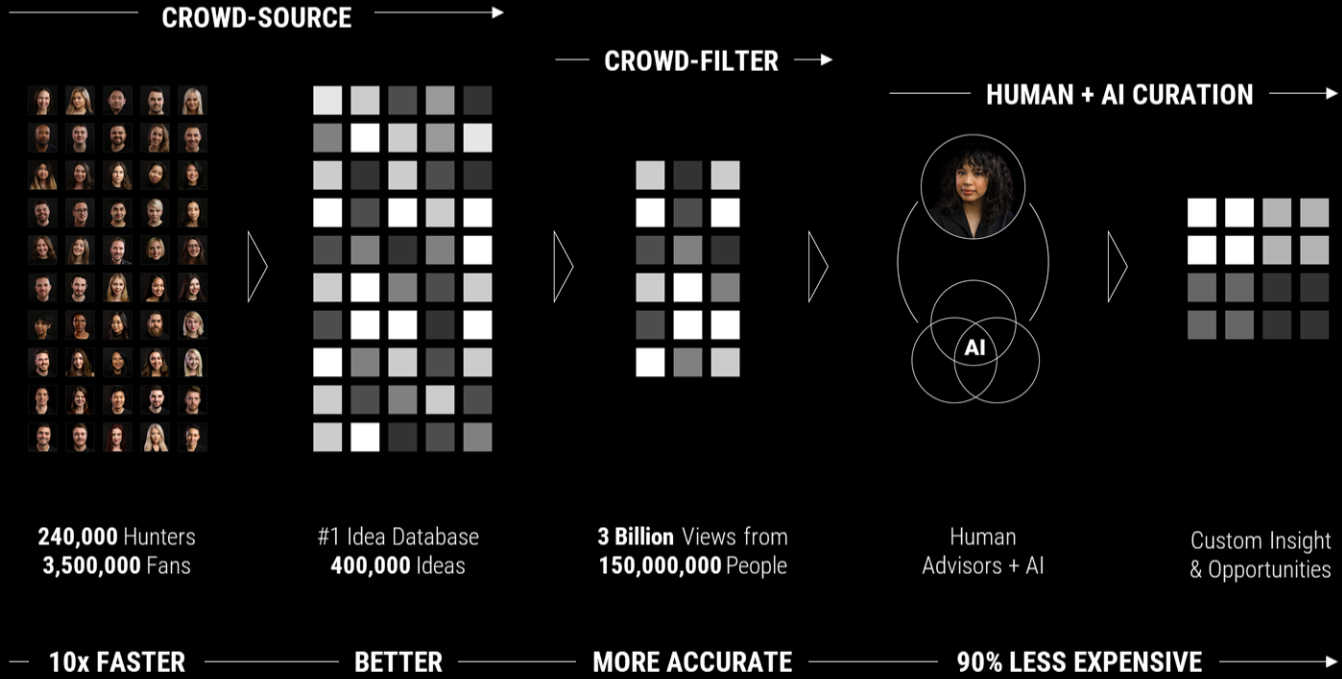 CROWD-SOURCE
CROWD-FILTER
HUMAN + AI CURATION
AI
240,000 Hunters
3,500,000 Fans
#1 Idea Database
400,000 Ideas
3 Billion Views from
150,000,000 People
Human
Advisors + AI
Custom Insight
& Opportunities
10x FASTER
BETTER
MORE ACCURATE
90% LESS EXPENSIVE